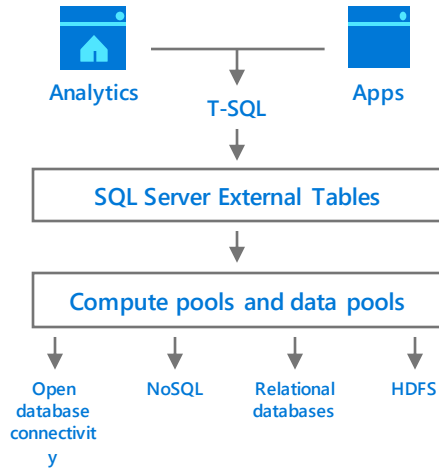 Analytics
Apps
T-SQL
SQL Server External Tables
Compute pools and data pools
Open
database
connectivit
y
NoSQL
Relational
databases
HDFS